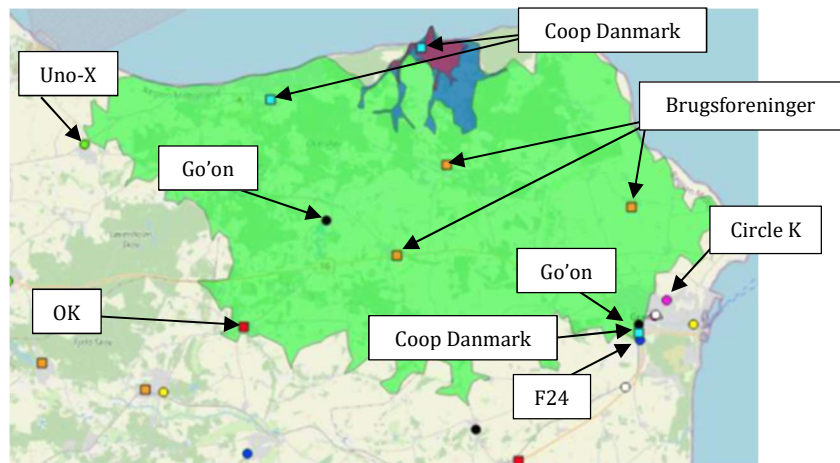 Coop Danmark
Uno-X
Brugsforeninger
Go'on
Circle K
Go'on
OK
Coop Danmark
F24